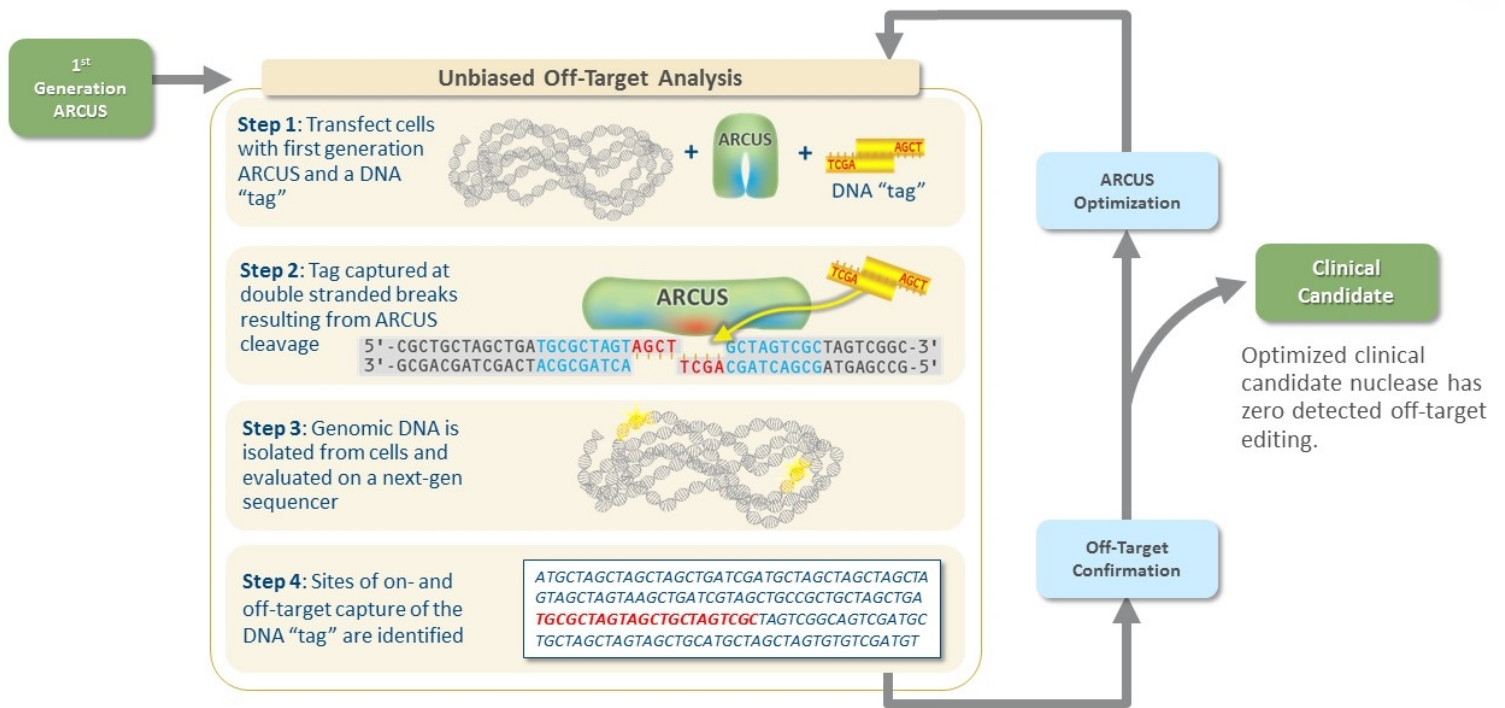 1st
Generation
ARCUS
Unbiased Off-Target Analysis
Step 1: Transfect cells
with first generation
ARCUS and a DNA
“tag”
+
ARCUS
+
TCGA
AGCT
DNA “tag”
Step 2: Tag captured at
double stranded breaks
resulting from ARCUS
cleavage
ARCUS
TCGA
AGCT
5'-CGCTGCTAGCTGATGCGCTAGTAGCT GCTAGTCGCTAGTCGGC-3'
3'-GCGACGATCGACTACGCGATCA TCGACGATCAGCGATGAGCCG-5'
Step 3: Genomic DNA is
isolated from cells and
evaluated on a next-gen
sequencer
Step 4: Sites of on- and
off-target capture of the
DNA “tag” are identified
ATGCTAGCTAGCTAGCTGATCGATGCTAGCTAGCTAGCTA
GTAGCTAGTAAGCTGATCGTAGCTGCCGCTGCTAGCTGA
TGCGCTAGTAGCTGCTAGTCGCTAGTCGGCAGTCGATGC
TGCTAGCTAGTAGCTGCATGCTAGCTAGTGTGTCGATGT
ARCUS
Optimization
Clinical
Candidate
Optimized clinical
candidate nuclease has
zero detected off-target
editing.
Off-Target
Confirmation